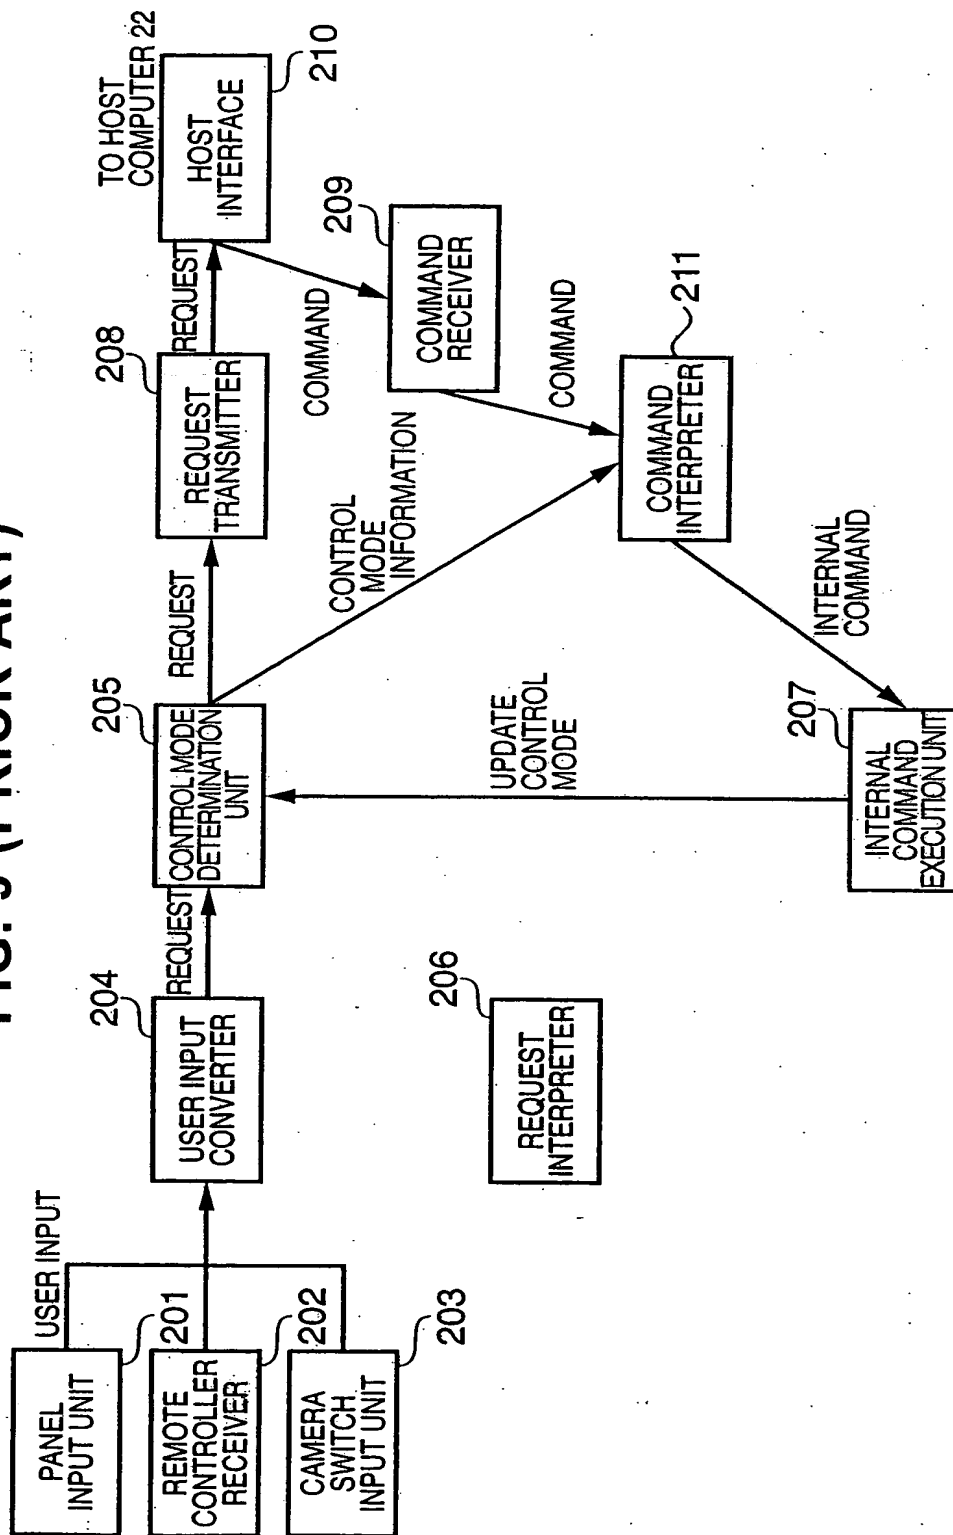 (PRIOR ART)
PANEL
INPUT UNIT
201
REMOTE
CONTROLLER
RECEIVER
202
CAMERA
SWITCH
INPUT UNIT
203
USER INPUT
USER INPUT
CONVERTER
204
REQUEST
CONTROL MODE
DETERMINATION
UNIT
205
REQUEST
REQUEST
TRANSMITTER
208
REQUEST
HOST
INTERFACE
210
TO HOST
COMPUTER 22
COMMAND
COMMAND
RECEIVER
209
COMMAND
CONTROL
MODE
INFORMATION
COMMAND
INTERPRETER
211
INTERNAL
COMMAND
INTERNAL
COMMAND
EXECUTION UNIT
207
UPDATE
CONTROL
MODE
REQUEST
INTERPRETER
206